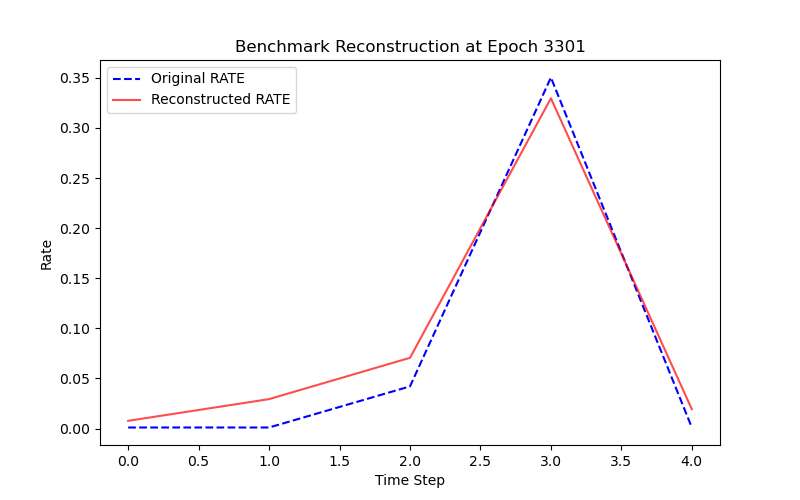 Benchmark Reconstruction at Epoch 3301
Original RATE
Reconstructed RATE
Rate
0.35
0.30
0.25
0.20
0.15
0.10
0.05
0.00
0.0 0.5 1.0 1.5 2.0 2.5 3.0 3.5 4.0
Time Step